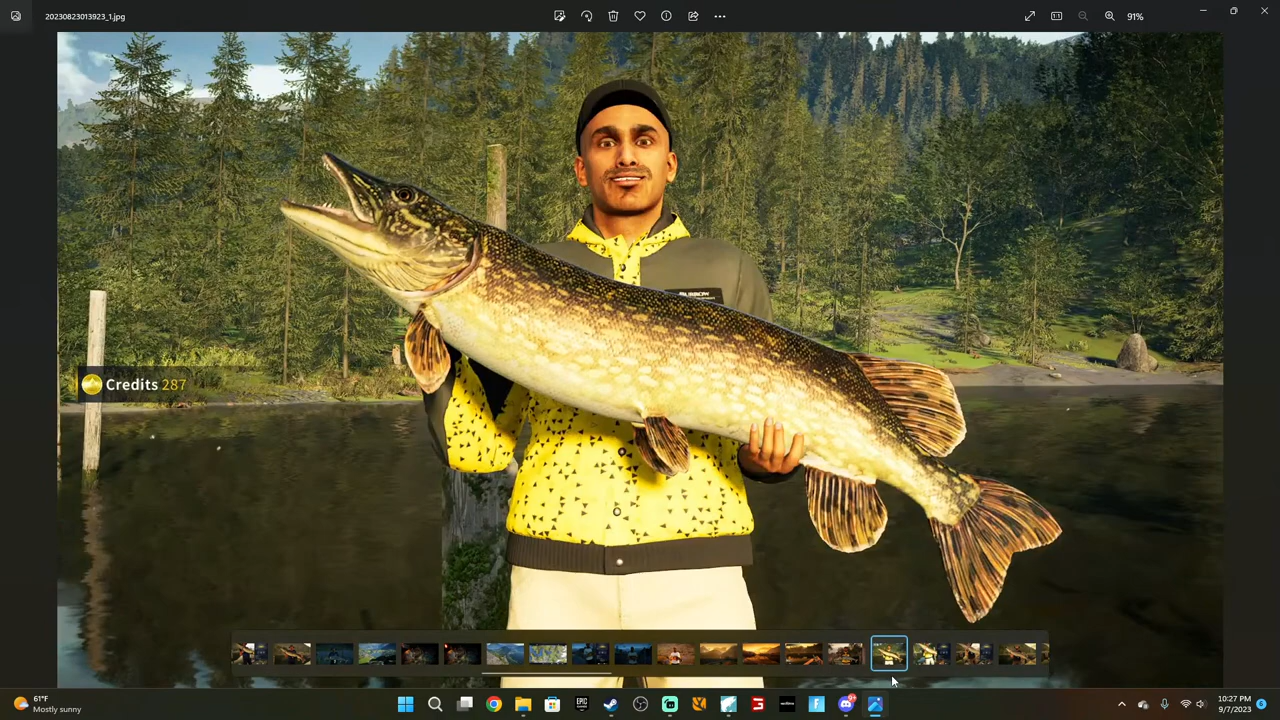 20230823013923_1.jpg
91%
Credits 287
61°F
Mostly sunny
10:27 PM
9/7/2023